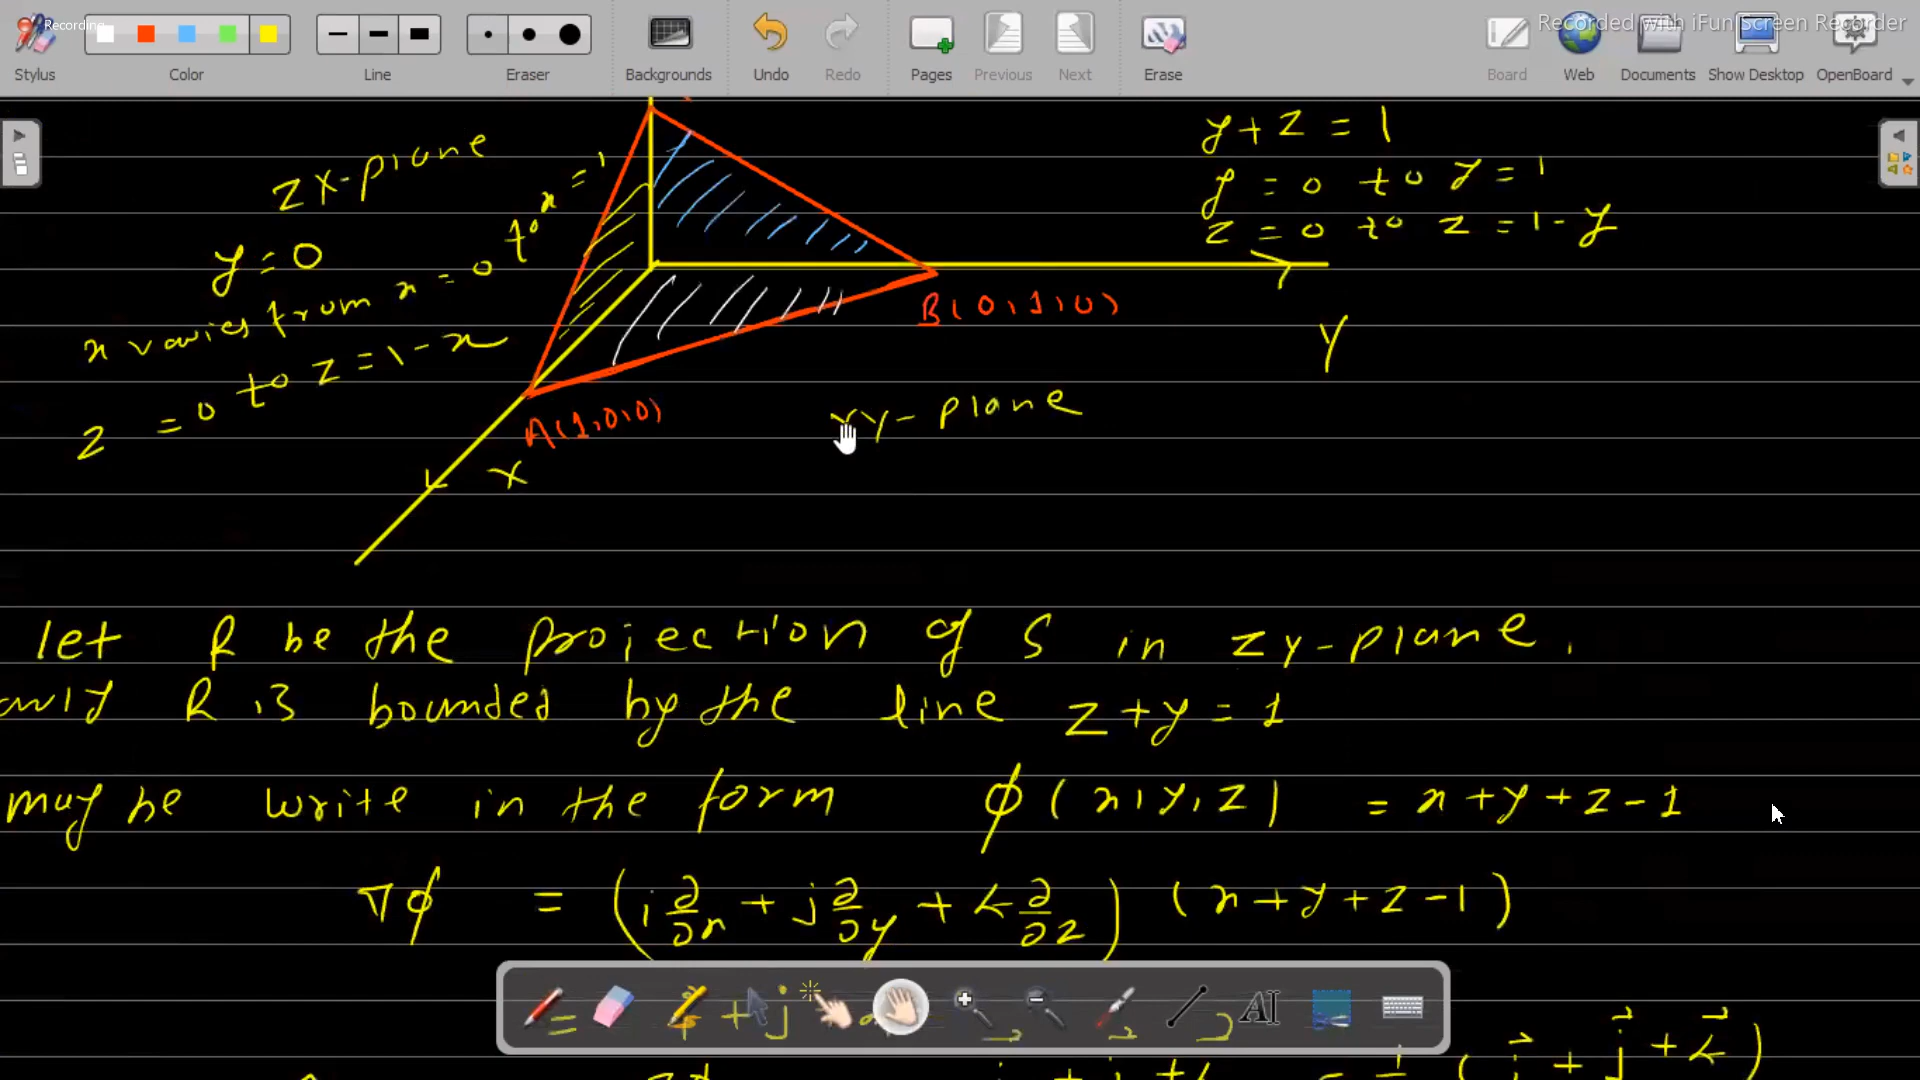 Recording
Recorded with iFun Screen Recorder
Stylus Color Line Eraser Backgrounds Undo Redo Pages Previous Next Erase Board Web Documents Show Desktop OpenBoard
zx-plane
y = 0
x varies from x = 0 to x = 1
z = 0 to z = 1 - x
y + z = 1
y = 0 to y = 1
z = 0 to z = 1 - y
B(0,1,0)
Y
A(1,0,0)
X
xy- plane
let R be the projection of S in zy-plane.
R is bounded by the line z + y = 1
may be write in the form ϕ(x, y, z) = x + y + z - 1
∇ϕ = (i ∂/∂x + j ∂/∂y + k ∂/∂z) (x + y + z - 1)
= + j
(i + j + k)